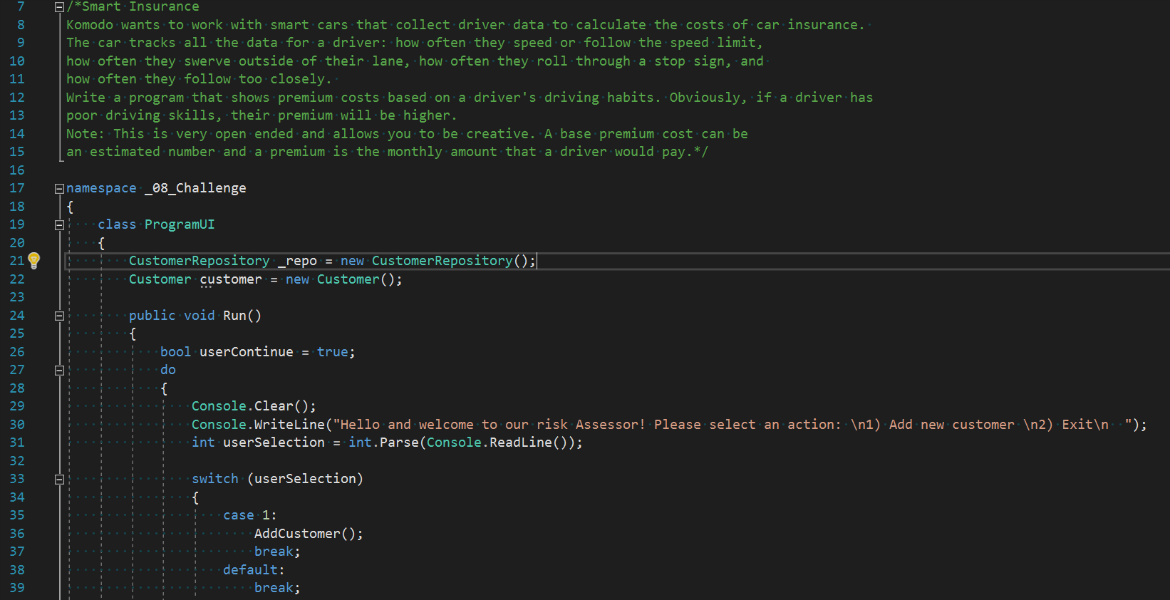 7 /*Smart Insurance
8 Komodo wants to work with smart cars that collect driver data to calculate the costs of car insurance.
9 The car tracks all the data for a driver: how often they speed or follow the speed limit,
10 how often they swerve outside of their lane, how often they roll through a stop sign, and
11 how often they follow too closely.
12 Write a program that shows premium costs based on a driver's driving habits. Obviously, if a driver has
13 poor driving skills, their premium will be higher.
14 Note: This is very open ended and allows you to be creative. A base premium cost can be
15 an estimated number and a premium is the monthly amount that a driver would pay.*/
16
17 namespace _08_Challenge
18 {
19 class ProgramUI
20 {
21 CustomerRepository _repo = new CustomerRepository();
22 Customer customer = new Customer();
23
24 public void Run()
25 {
26 bool userContinue = true;
27 do
28 {
29 Console.Clear();
30 Console.WriteLine("Hello and welcome to our risk Assessor! Please select an action: \n1) Add new customer \n2) Exit\n  ");
31 int userSelection = int.Parse(Console.ReadLine());
32
33 switch (userSelection)
34 {
35 case 1:
36 AddCustomer();
37 break;
38 default:
39 break;